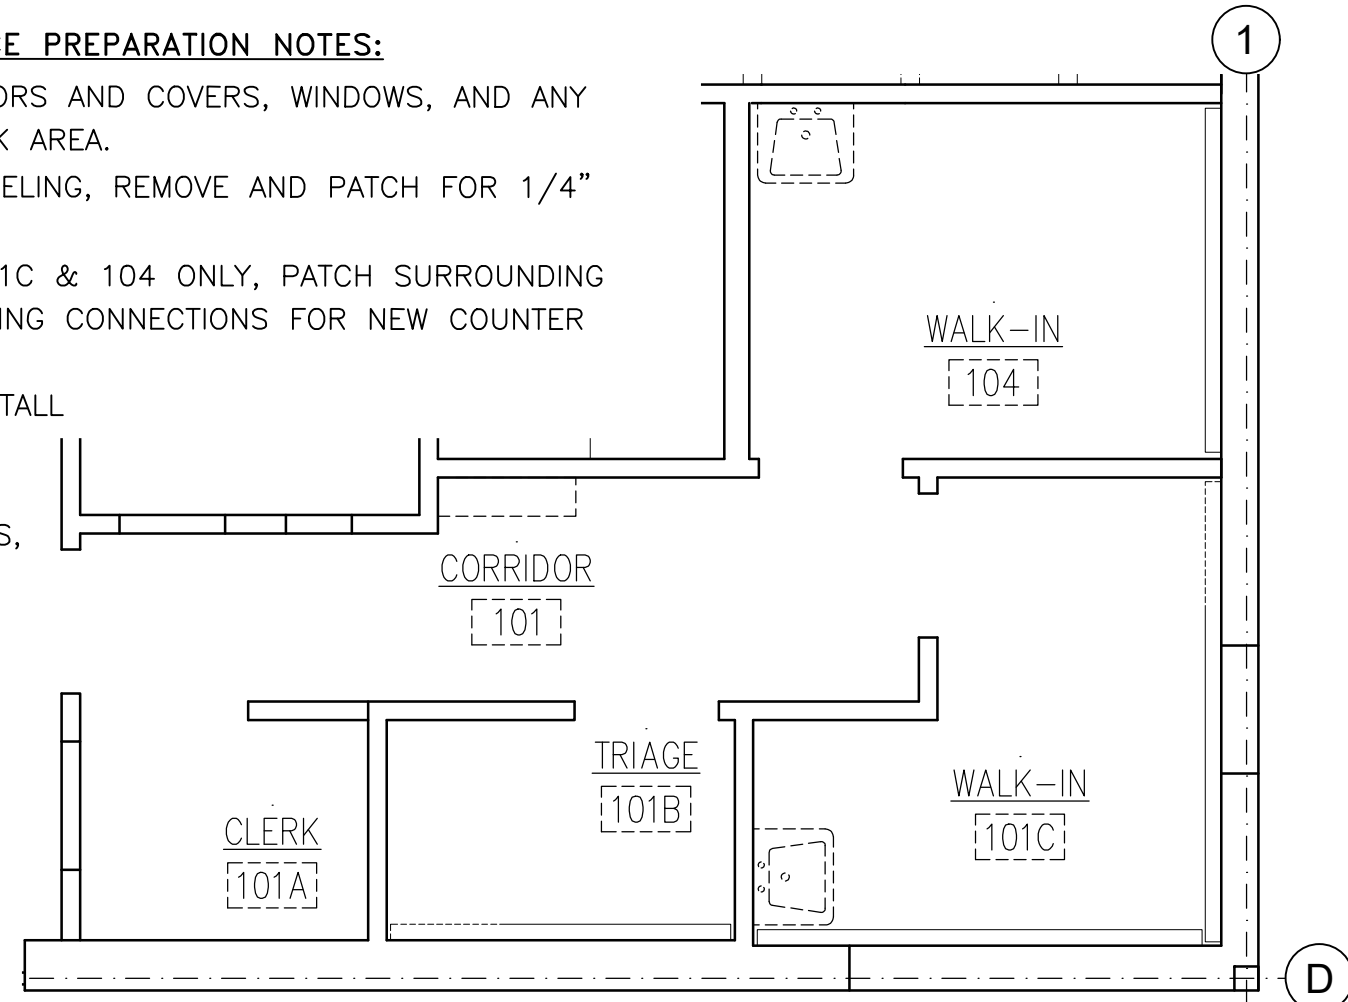 CE PREPARATION NOTES:
ORS AND COVERS, WINDOWS, AND ANY
K AREA.
ELING, REMOVE AND PATCH FOR 1/4”
1C & 104 ONLY, PATCH SURROUNDING
ING CONNECTIONS FOR NEW COUNTER
TALL
S,
1
WALK-IN
104
CORRIDOR
101
TRIAGE
101B
WALK-IN
101C
CLERK
101A
D